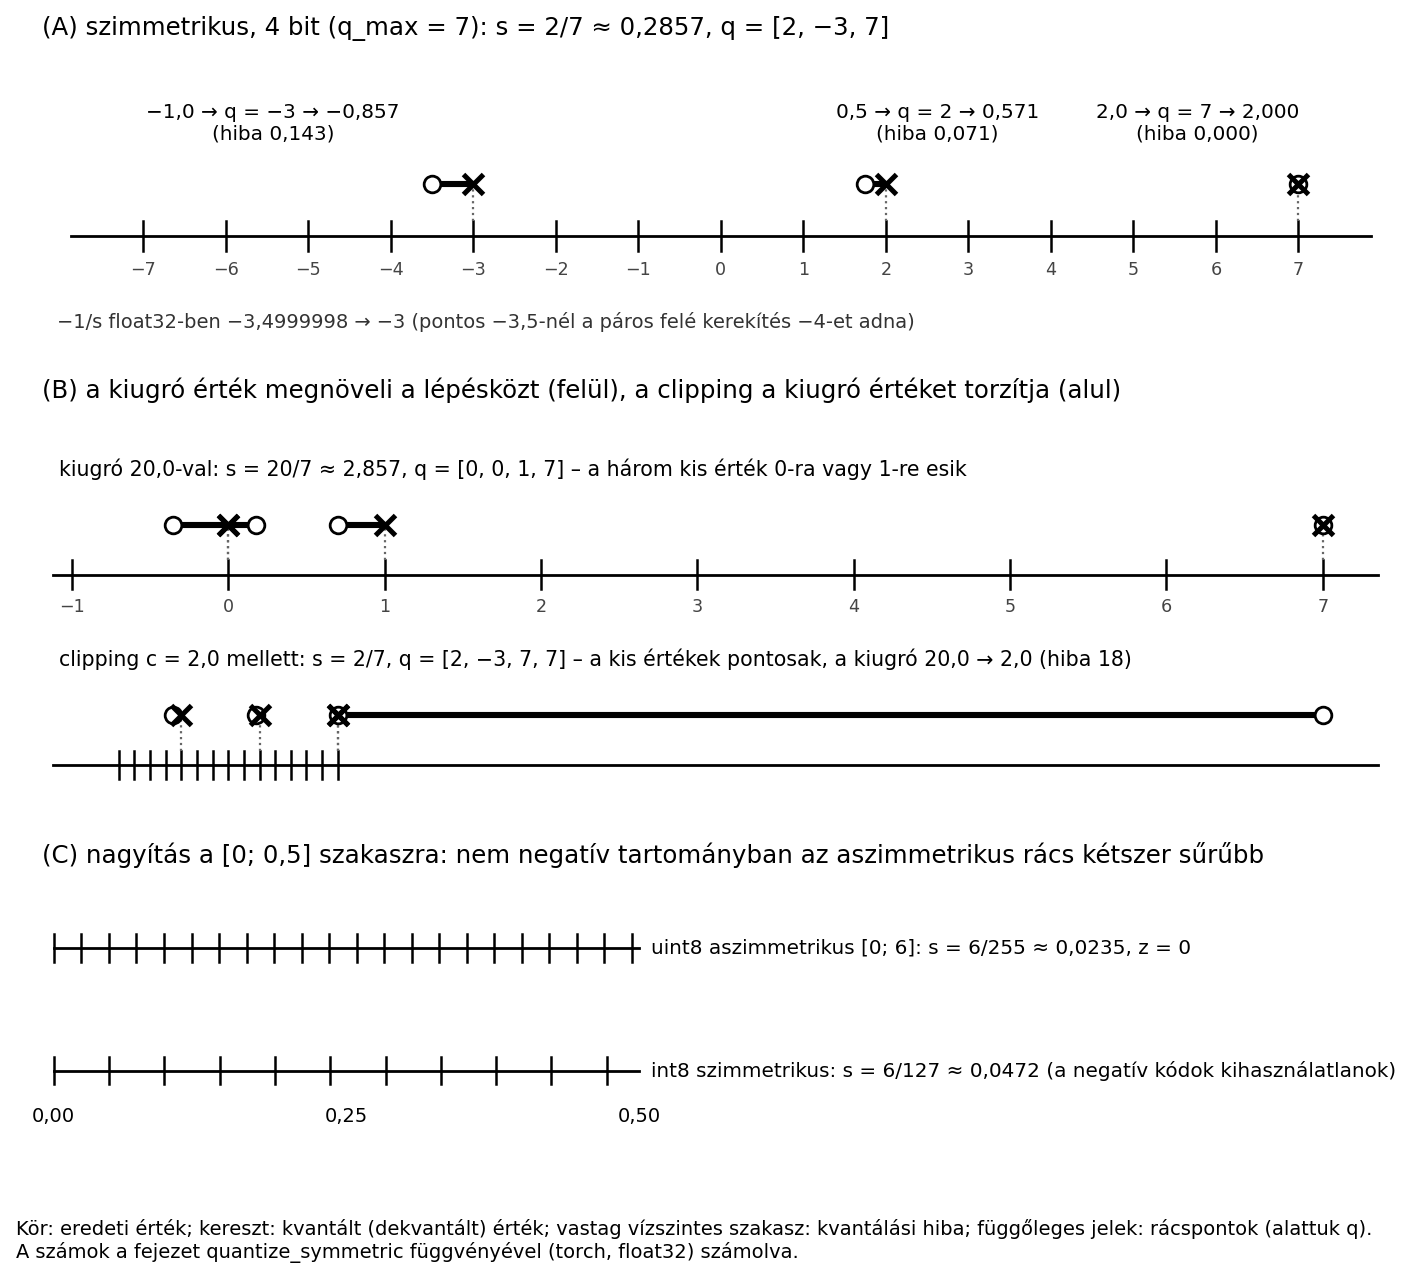 (A) szimmetrikus, 4 bit (q_max = 7): s = 2/7 ≈ 0,2857, q = [2, −3, 7]
−1,0 → q = −3 → −0,857
(hiba 0,143)
0,5 → q = 2 → 0,571
(hiba 0,071)
2,0 → q = 7 → 2,000
(hiba 0,000)
−7 −6 −5 −4 −3 −2 −1 0 1 2 3 4 5 6 7
−1/s float32-ben −3,4999998 → −3 (pontos −3,5-nél a páros felé kerekítés −4-et adna)
(B) a kiugró érték megnöveli a lépésközt (felül), a clipping a kiugró értéket torzítja (alul)
kiugró 20,0-val: s = 20/7 ≈ 2,857, q = [0, 0, 1, 7] – a három kis érték 0-ra vagy 1-re esik
−1 0 1 2 3 4 5 6 7
clipping c = 2,0 mellett: s = 2/7, q = [2, −3, 7, 7] – a kis értékek pontosak, a kiugró 20,0 → 2,0 (hiba 18)
(C) nagyítás a [0; 0,5] szakaszra: nem negatív tartományban az aszimmetrikus rács kétszer sűrűbb
uint8 aszimmetrikus [0; 6]: s = 6/255 ≈ 0,0235, z = 0
int8 szimmetrikus: s = 6/127 ≈ 0,0472 (a negatív kódok kihasználatlanok)
0,00 0,25 0,50
Kör: eredeti érték; kereszt: kvantált (dekvantált) érték; vastag vízszintes szakasz: kvantálási hiba; függőleges jelek: rácspontok (alattuk q).
A számok a fejezet quantize_symmetric függvényével (torch, float32) számolva.